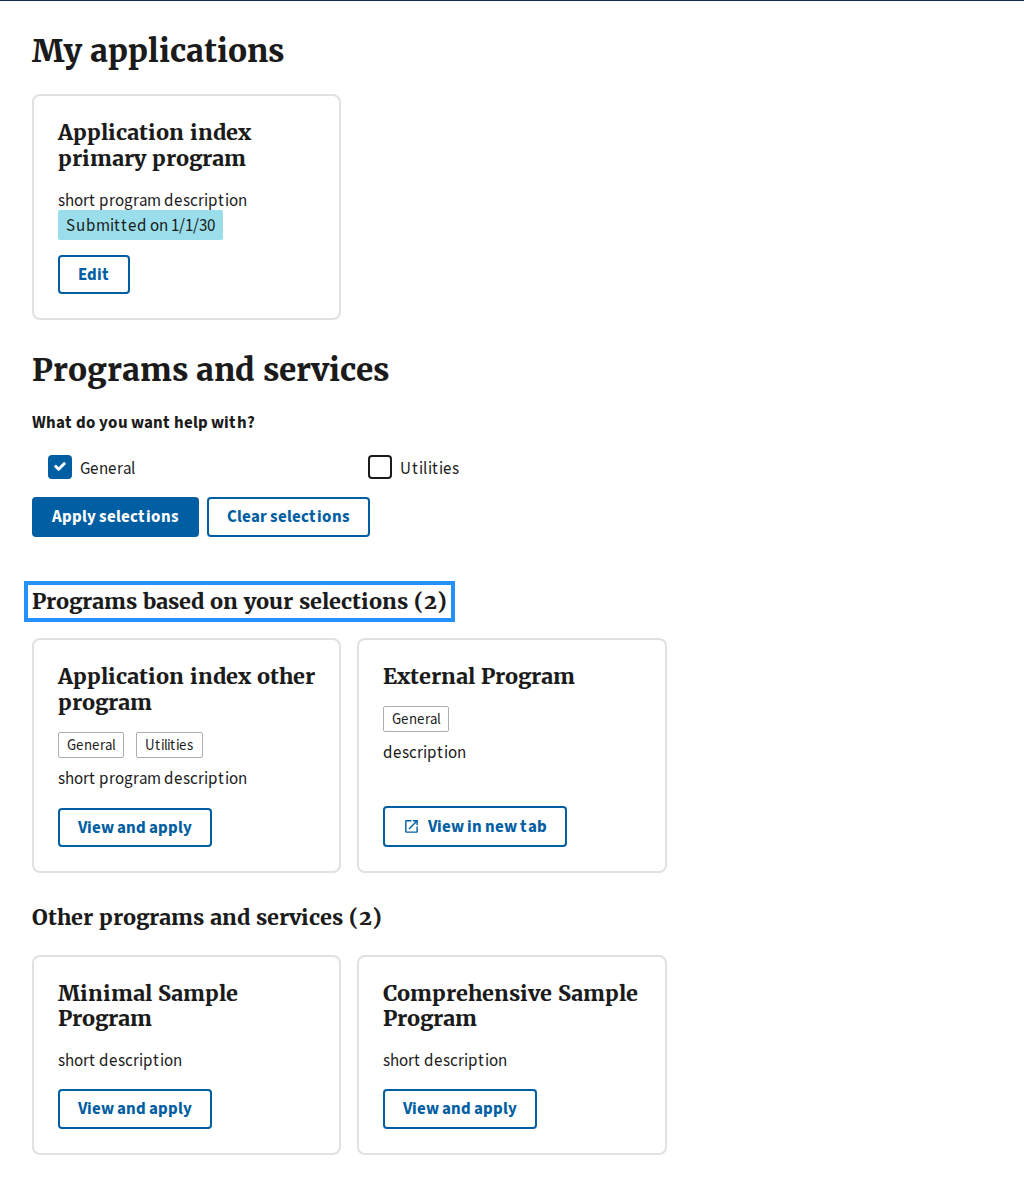 My applications
Application index
primary program
short program description
Submitted on 1/1/30
Edit
Programs and services
What do you want help with?
General
Utilities
Apply selections
Clear selections
Programs based on your selections (2)
Application index other
program
General
Utilities
short program description
View and apply
External Program
General
description
View in new tab
Other programs and services (2)
Minimal Sample
Program
short description
View and apply
Comprehensive Sample
Program
short description
View and apply